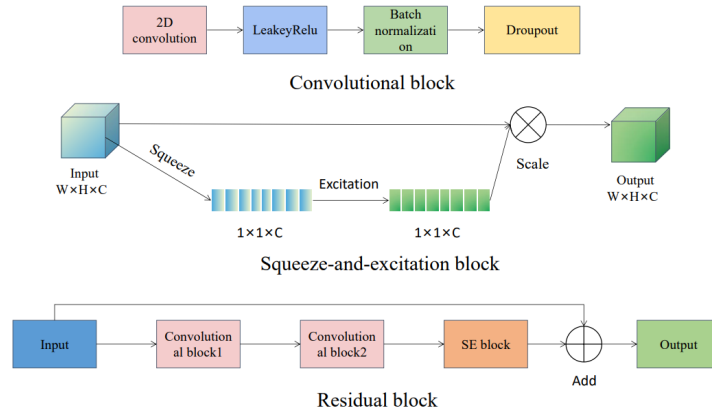 2D
convolution
LeakeyRelu
Batch
normalizati
on
Droupout
Convolutional block
Squeeze
Excitation
Scale
Input
W×H×C
Output
W×H×C
1×1×C
1×1×C
Squeeze-and-excitation block
Input
Convolution
al block1
Convolution
al block2
SE block
Output
Add
Residual block